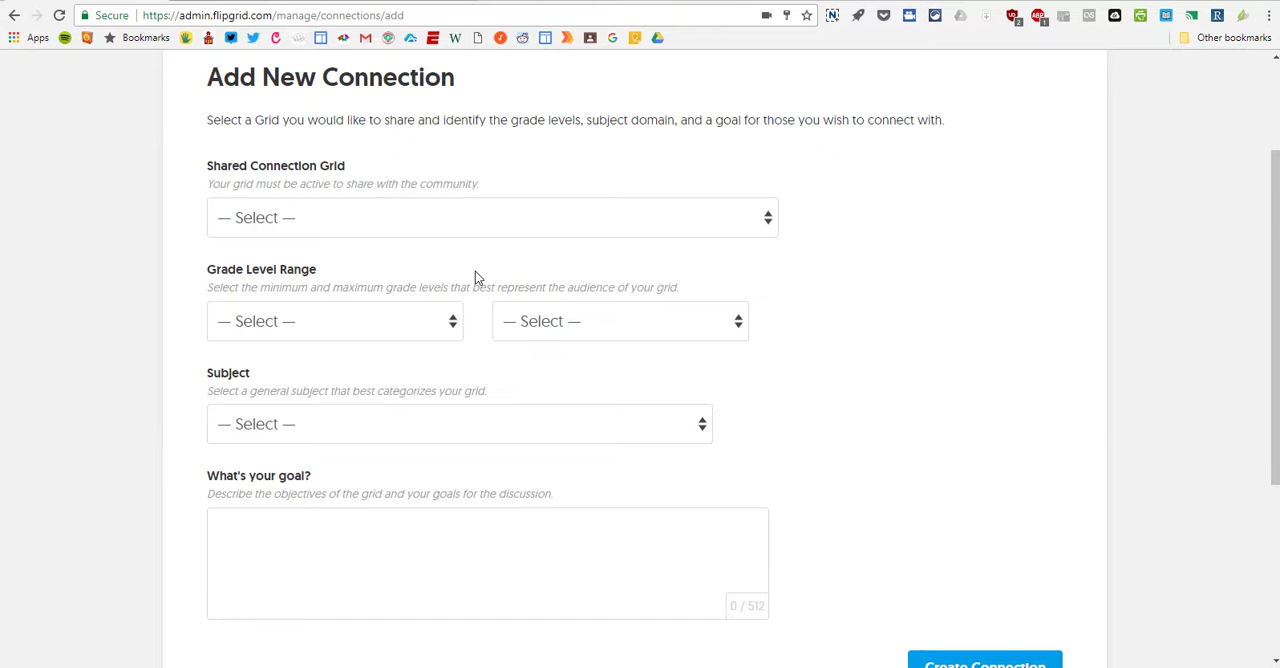 Secure https://admin.flipgrid.com/manage/connections/add
Apps Bookmarks Other bookmarks
Add New Connection
Select a Grid you would like to share and identify the grade levels, subject domain, and a goal for those you wish to connect with.
Shared Connection Grid
Your grid must be active to share with the community.
— Select —
Grade Level Range
Select the minimum and maximum grade levels that best represent the audience of your grid.
— Select — — Select —
Subject
Select a general subject that best categorizes your grid.
— Select —
What's your goal?
Describe the objectives of the grid and your goals for the discussion.
0 / 512
Create Connection